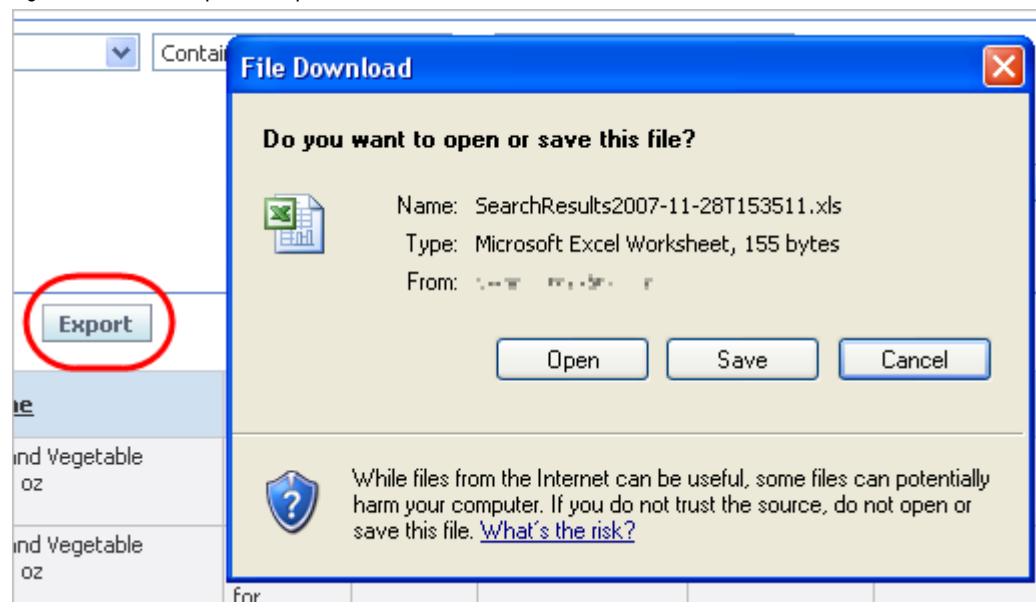 Contai
File Download
Do you want to open or save this file?
Name: SearchResults2007-11-28T153511.xls
Type: Microsoft Excel Worksheet, 155 bytes
From:
Export
Open Save Cancel
ne
and Vegetable
oz
While files from the Internet can be useful, some files can potentially
harm your computer. If you do not trust the source, do not open or
save this file. What's the risk?
and Vegetable
oz
for